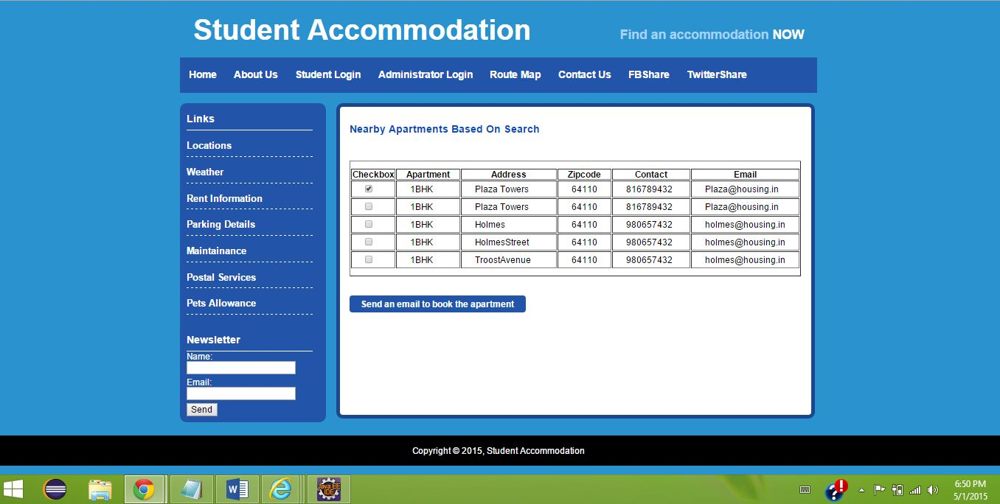 Student Accommodation
Find an accommodation NOW
Home About Us Student Login Administrator Login Route Map Contact Us FBShare TwitterShare
Links
Locations
Weather
Rent Information
Parking Details
Maintainance
Postal Services
Pets Allowance
Newsletter
Name:
Email:
Send
Nearby Apartments Based On Search
Checkbox Apartment Address Zipcode Contact Email
1BHK Plaza Towers 64110 816789432 Plaza@housing.in
1BHK Plaza Towers 64110 816789432 Plaza@housing.in
1BHK Holmes 64110 980657432 holmes@housing.in
1BHK HolmesStreet 64110 980657432 holmes@housing.in
1BHK TroostAvenue 64110 980657432 holmes@housing.in
Send an email to book the apartment
Copyright © 2015, Student Accommodation
Java EE
IDE
6:50 PM
5/1/2015